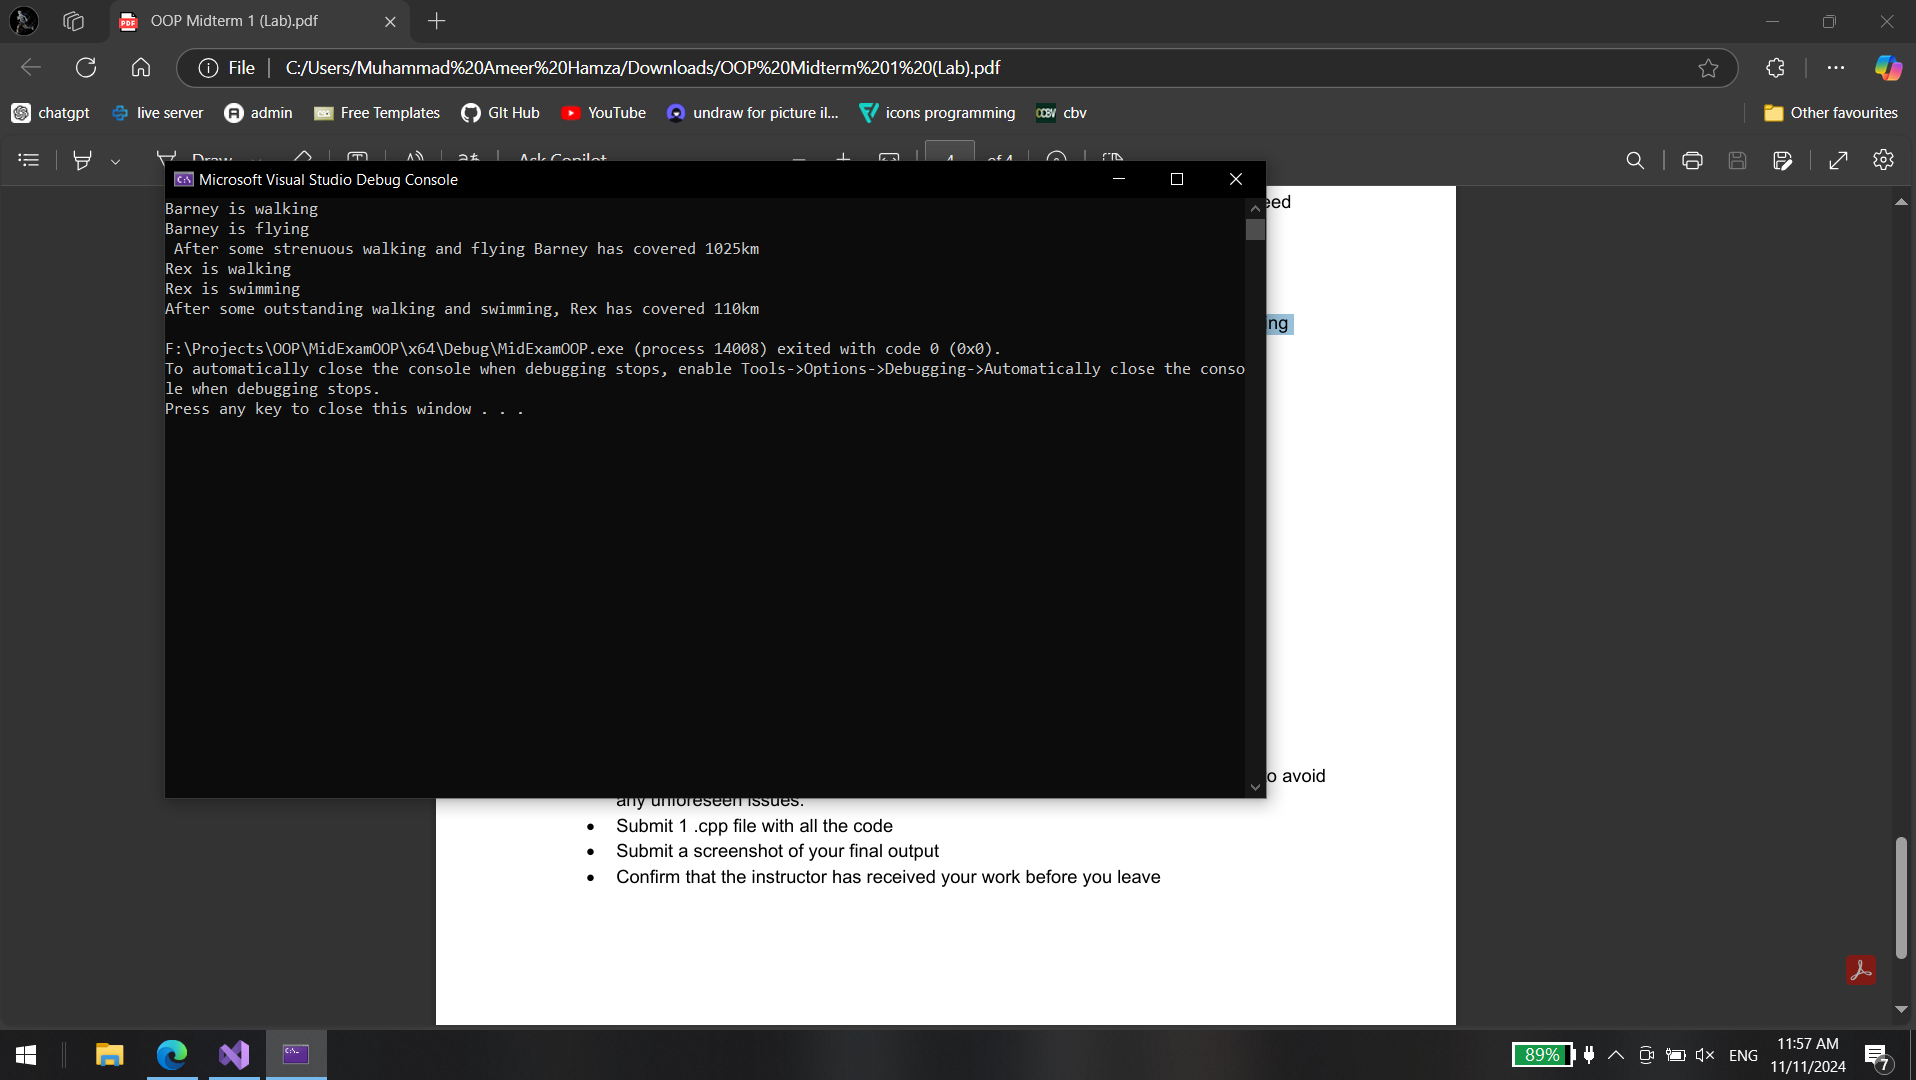 OOP Midterm 1 (Lab).pdf
File
C:/Users/Muhammad%20Ameer%20Hamza/Downloads/OOP%20Midterm%201%20(Lab).pdf
chatgpt
live server
admin
Free Templates
GIt Hub
YouTube
undraw for picture il...
icons programming
cbv
Other favourites
Draw
Ask Copilot
4
of 4
Microsoft Visual Studio Debug Console
Barney is walking
Barney is flying
After some strenuous walking and flying Barney has covered 1025km
Rex is walking
Rex is swimming
After some outstanding walking and swimming, Rex has covered 110km
F:\Projects\OOP\MidExamOOP\x64\Debug\MidExamOOP.exe (process 14008) exited with code 0 (0x0).
To automatically close the console when debugging stops, enable Tools->Options->Debugging->Automatically close the conso
le when debugging stops.
Press any key to close this window . . .
eed
ng
o avoid
any unforeseen issues.
• Submit 1 .cpp file with all the code
• Submit a screenshot of your final output
• Confirm that the instructor has received your work before you leave
89%
ENG
11:57 AM
11/11/2024
7